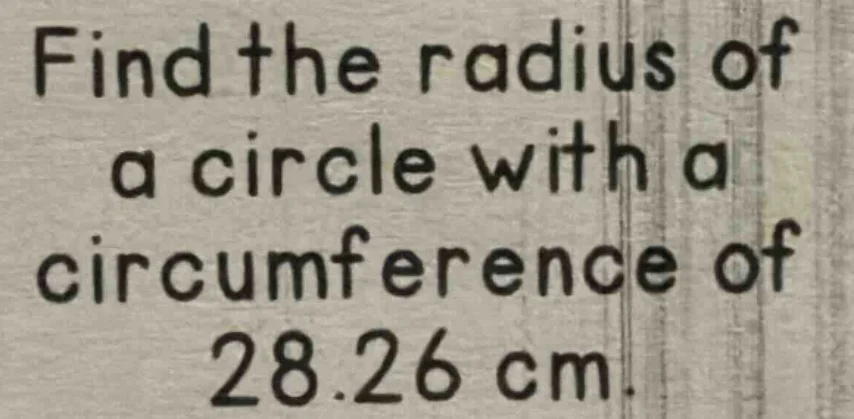 Find the radius of
a circle with a
circumference of
28.26 cm.